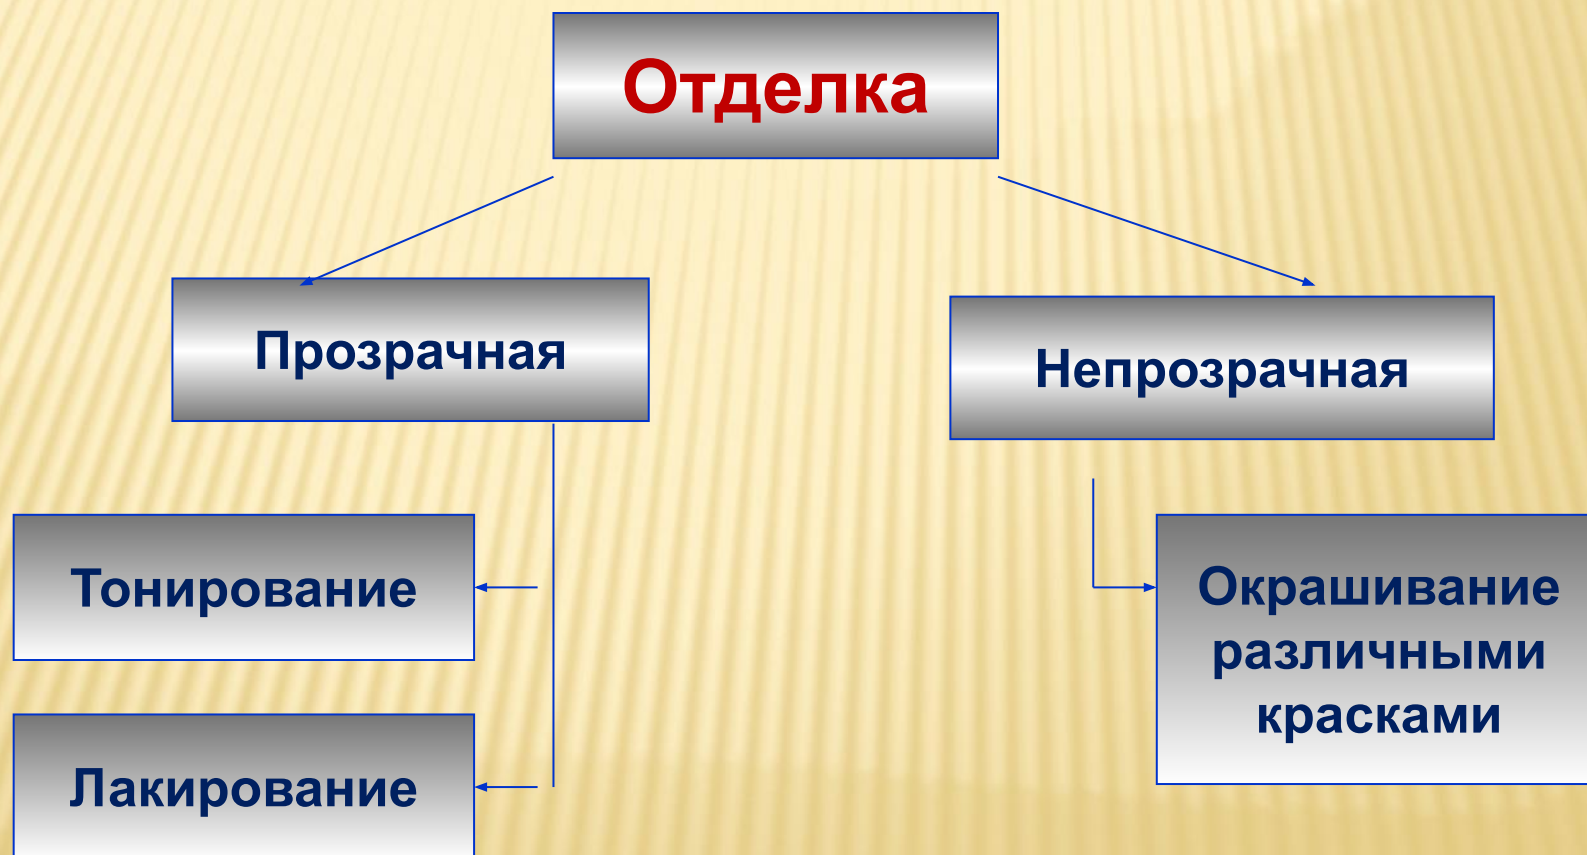 Отделка
Прозрачная
Непрозрачная
Тонирование
Окрашивание
различными
красками
Лакирование